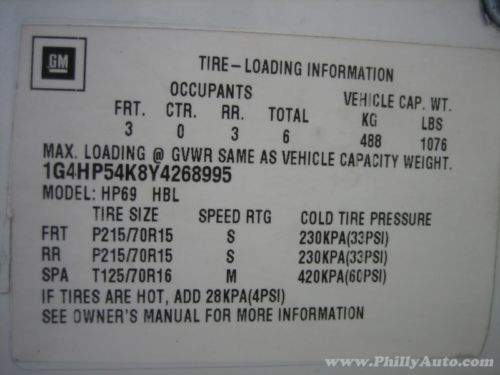 GM
TIRE-LOADING INFORMATION
OCCUPANTS VEHICLE CAP. WT.
FRT. CTR. RR. TOTAL KG LBS
3 0 3 6 488 1076
MAX. LOADING @ GVWR SAME AS VEHICLE CAPACITY WEIGHT.
1G4HP54K8Y4268995
MODEL: HP69 HBL
TIRE SIZE SPEED RTG COLD TIRE PRESSURE
FRT P215/70R15 S 230KPA(33PSI)
RR P215/70R15 S 230KPA(33PSI)
SPA T125/70R16 M 420KPA(60PSI)
IF TIRES ARE HOT, ADD 28KPA(4PSI)
SEE OWNER'S MANUAL FOR MORE INFORMATION
www.PhillyAuto.com